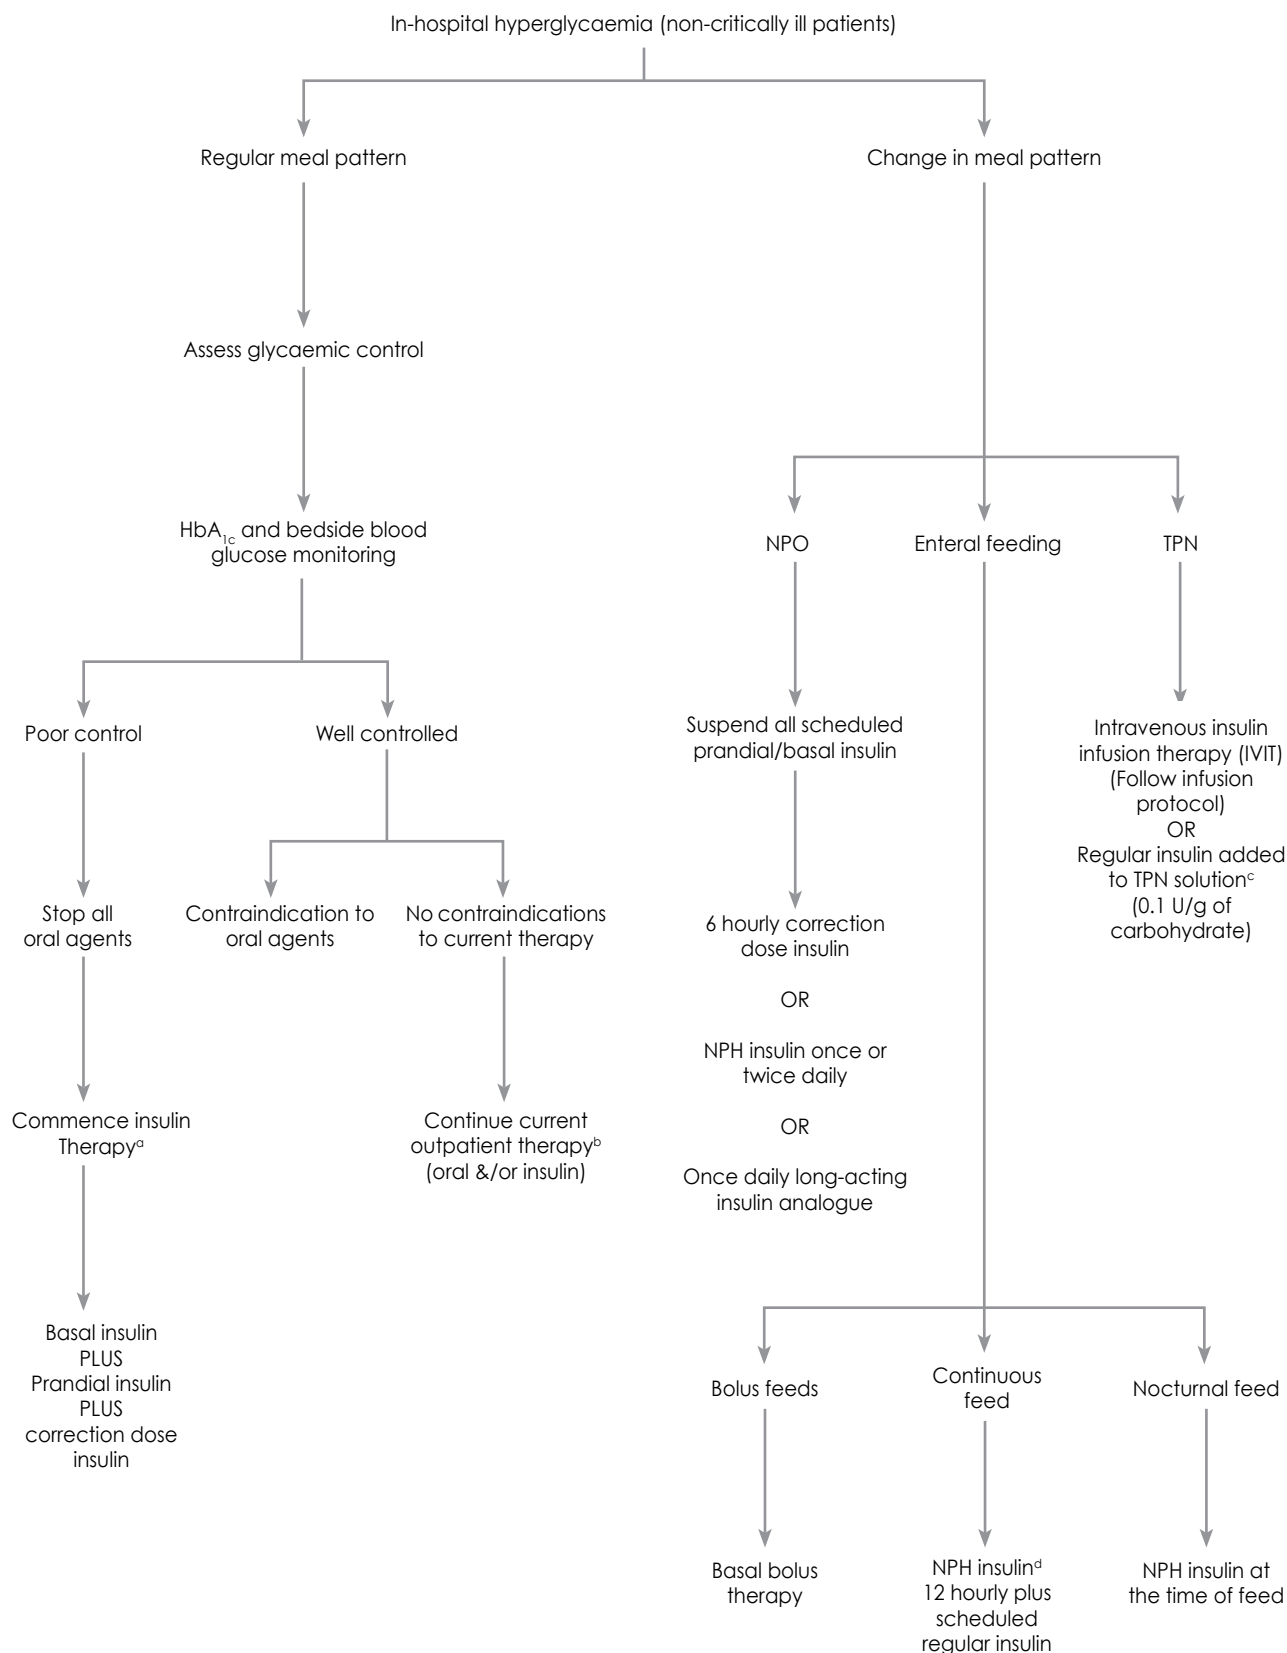 In-hospital hyperglycaemia (non-critically ill patients)
Regular meal pattern
Change in meal pattern
Assess glycaemic control
HbA1c and bedside blood
glucose monitoring
NPO
Enteral feeding
TPN
Poor control
Well controlled
Suspend all scheduled
prandial/basal insulin
Intravenous insulin
infusion therapy (IVIT)
(Follow infusion
protocol)
OR
Regular insulin added
to TPN solutionc
(0.1 U/g of
carbohydrate)
Stop all
oral agents
Contraindication to
oral agents
No contraindications
to current therapy
6 hourly correction
dose insulin
OR
NPH insulin once or
twice daily
OR
Once daily long-acting
insulin analogue
Commence insulin
Therapya
Continue current
outpatient therapyb
(oral &/or insulin)
Basal insulin
PLUS
Prandial insulin
PLUS
correction dose
insulin
Bolus feeds
Continuous
feed
Nocturnal feed
Basal bolus
therapy
NPH insulind
12 hourly plus
scheduled
regular insulin
NPH insulin at
the time of feed